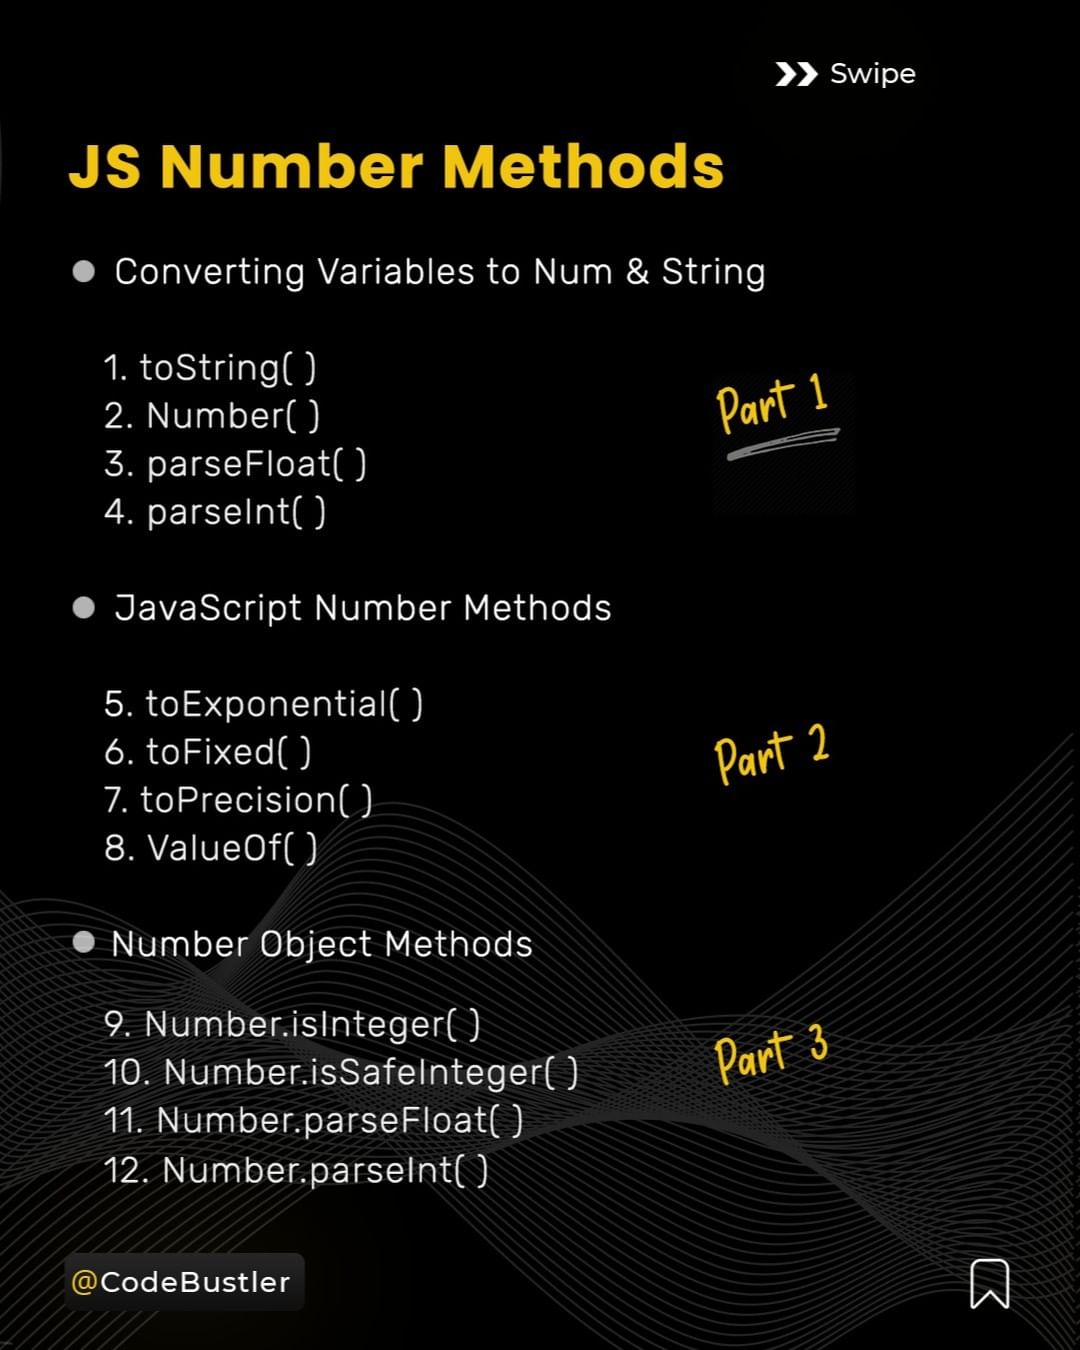 Swipe
JS Number Methods
Converting Variables to Num & String
1. toString( )
2. Number( )
3. parseFloat( )
4. parseInt( )
Part 1
JavaScript Number Methods
5. toExponential( )
6. toFixed( )
7. toPrecision( )
8. ValueOf( )
Part 2
Number Object Methods
9. Number.isInteger( )
10. Number.isSafeInteger( )
11. Number.parseFloat( )
12. Number.parseInt( )
Part 3
@CodeBustler